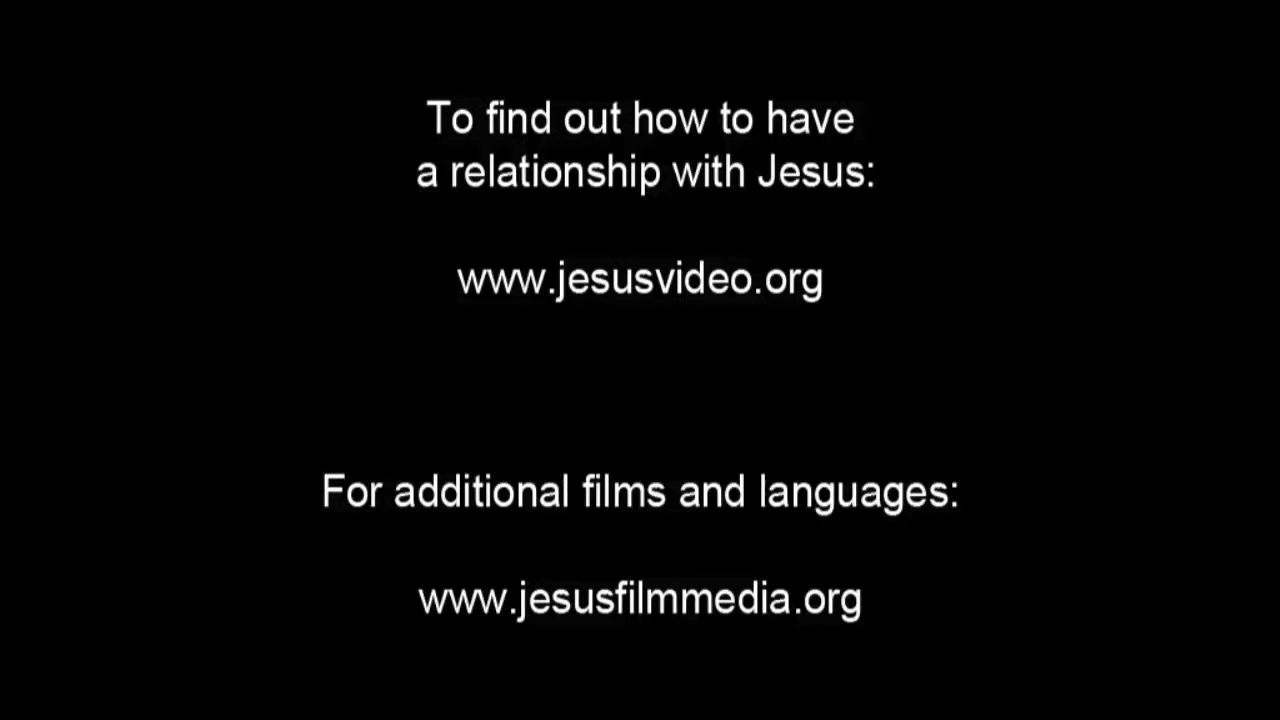 To find out how to have
a relationship with Jesus:
www.jesusvideo.org
For additional films and languages:
www.jesusfilmmedia.org